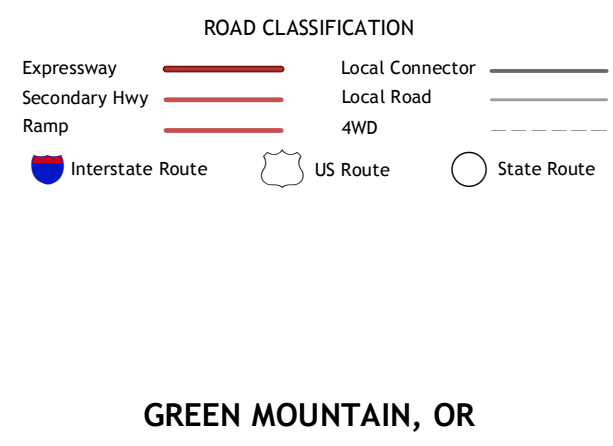 ROAD CLASSIFICATION
Expressway
Local Connector
Secondary Hwy
Local Road
Ramp
4WD
Interstate Route
US Route
State Route
GREEN MOUNTAIN, OR